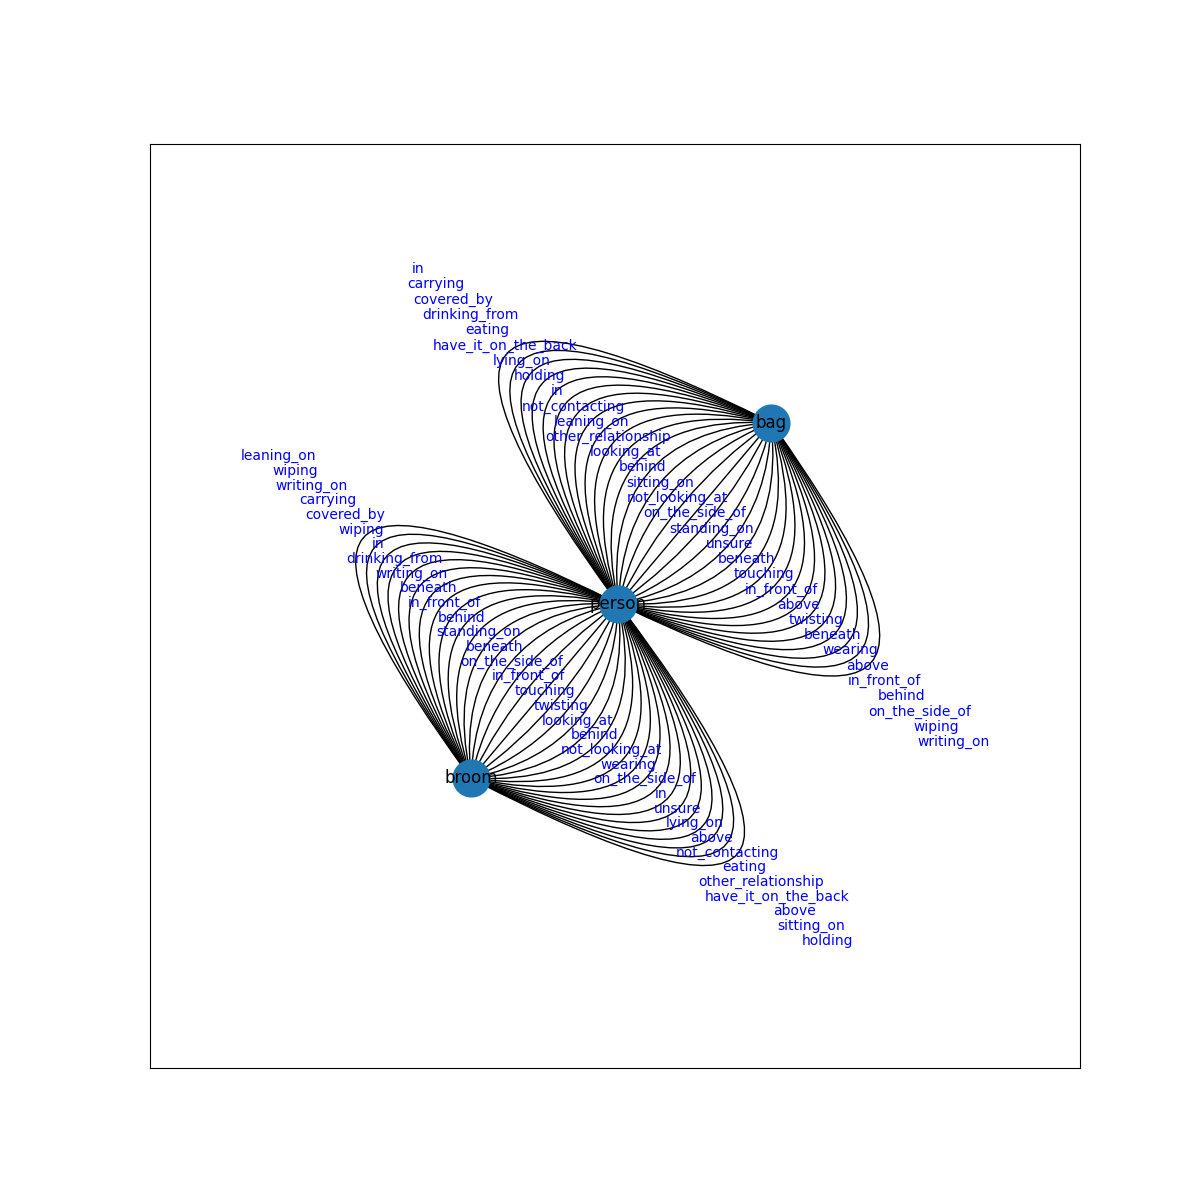 in
carrying
covered_by
drinking_from
eating
have_it_on_the_back
lying_on
holding
in
not_contacting
leaning_on
other_relationship
looking_at
behind
sitting_on
not_looking_at
on_the_side_of
standing_on
unsure
beneath
touching
in_front_of
above
twisting
beneath
wearing
above
in_front_of
behind
on_the_side_of
wiping
writing_on
bag
person
broom
leaning_on
wiping
writing_on
carrying
covered_by
wiping
in
drinking_from
writing_on
beneath
in_front_of
behind
standing_on
beneath
on_the_side_of
in_front_of
touching
twisting
looking_at
behind
not_looking_at
wearing
on_the_side_of
in
unsure
lying_on
above
not_contacting
eating
other_relationship
have_it_on_the_back
above
sitting_on
holding